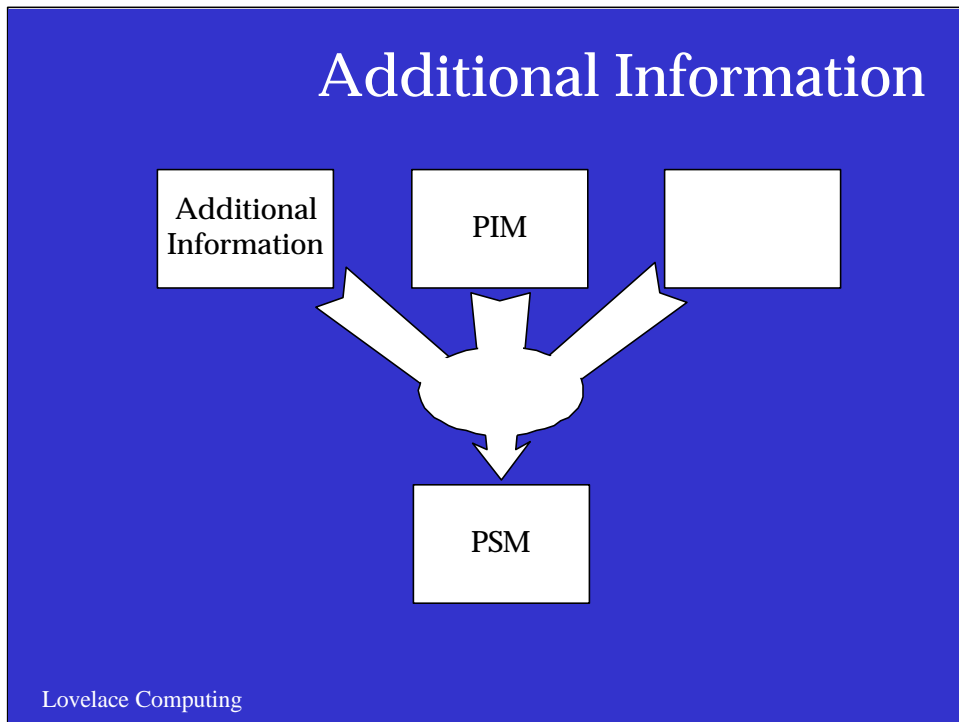 Additional Information
Additional
Information
PIM
PSM
Lovelace Computing